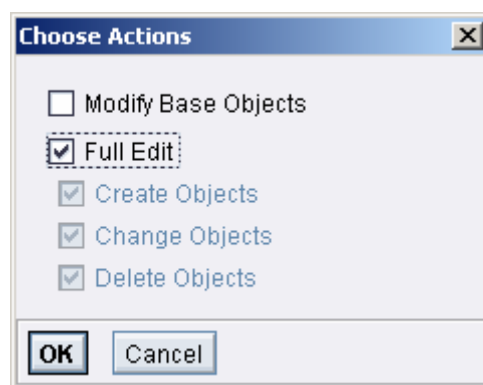 Choose Actions
Modify Base Objects
Full Edit
Create Objects
Change Objects
Delete Objects
OK Cancel